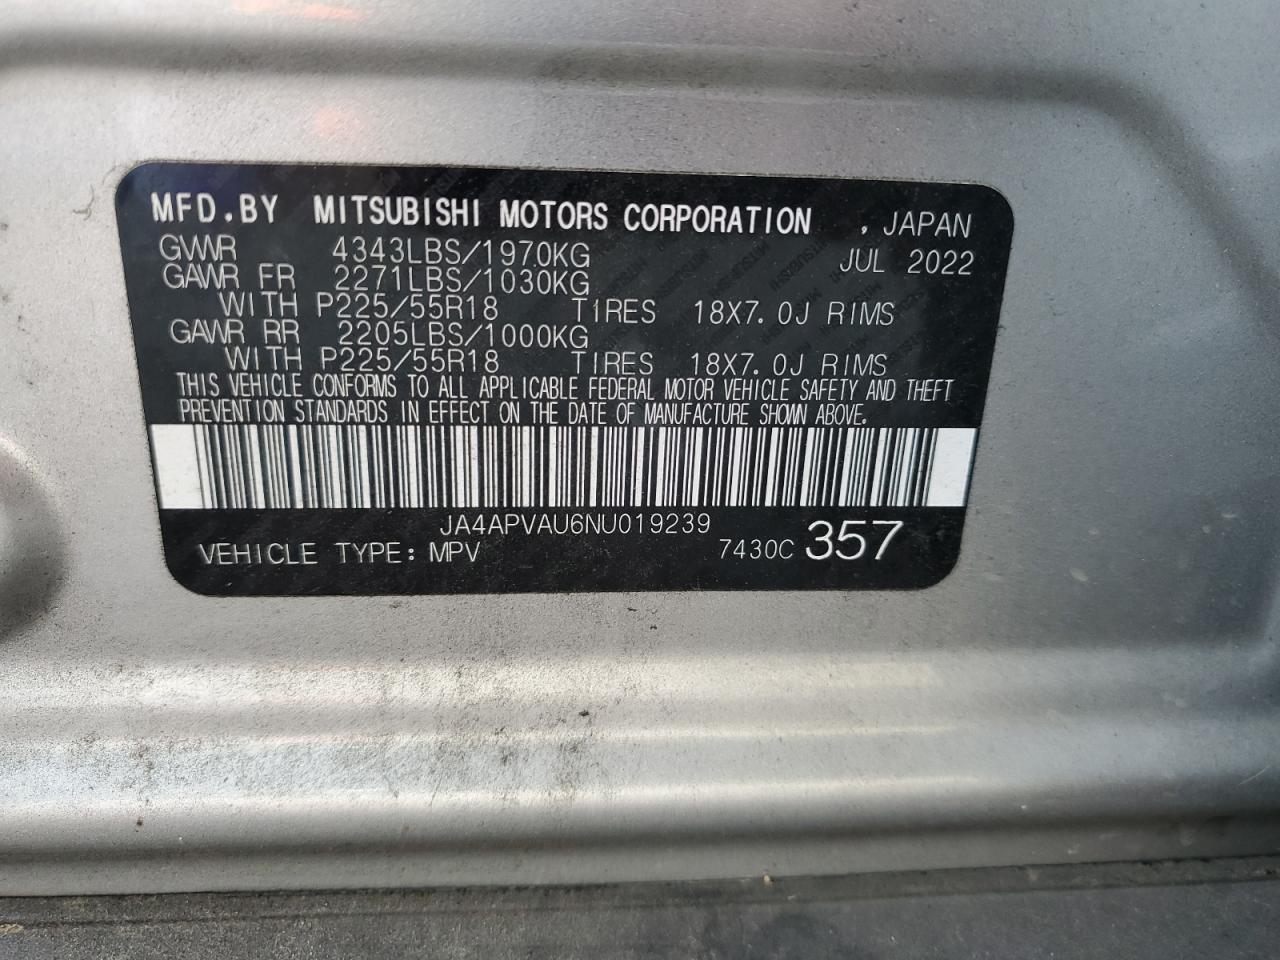 MFD.BY MITSUBISHI MOTORS CORPORATION , JAPAN
GVWR 4343LBS/1970KG JUL 2022
GAWR FR 2271LBS/1030KG
WITH P225/55R18 TIRES 18X7.0J RIMS
GAWR RR 2205LBS/1000KG
WITH P225/55R18 TIRES 18X7.0J RIMS
THIS VEHICLE CONFORMS TO ALL APPLICABLE FEDERAL MOTOR VEHICLE SAFETY AND THEFT
PREVENTION STANDARDS IN EFFECT ON THE DATE OF MANUFACTURE SHOWN ABOVE.
JA4APVAU6NU019239
VEHICLE TYPE: MPV 7430C 357